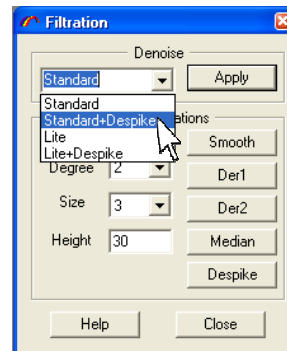 Filtration
Denoise
Standard
Apply
Standard
Standard+Despike
Lite
Lite+Despike
Smooth
Degree 2
Der1
Size 3
Der2
Height 30
Median
Despike
Help
Close